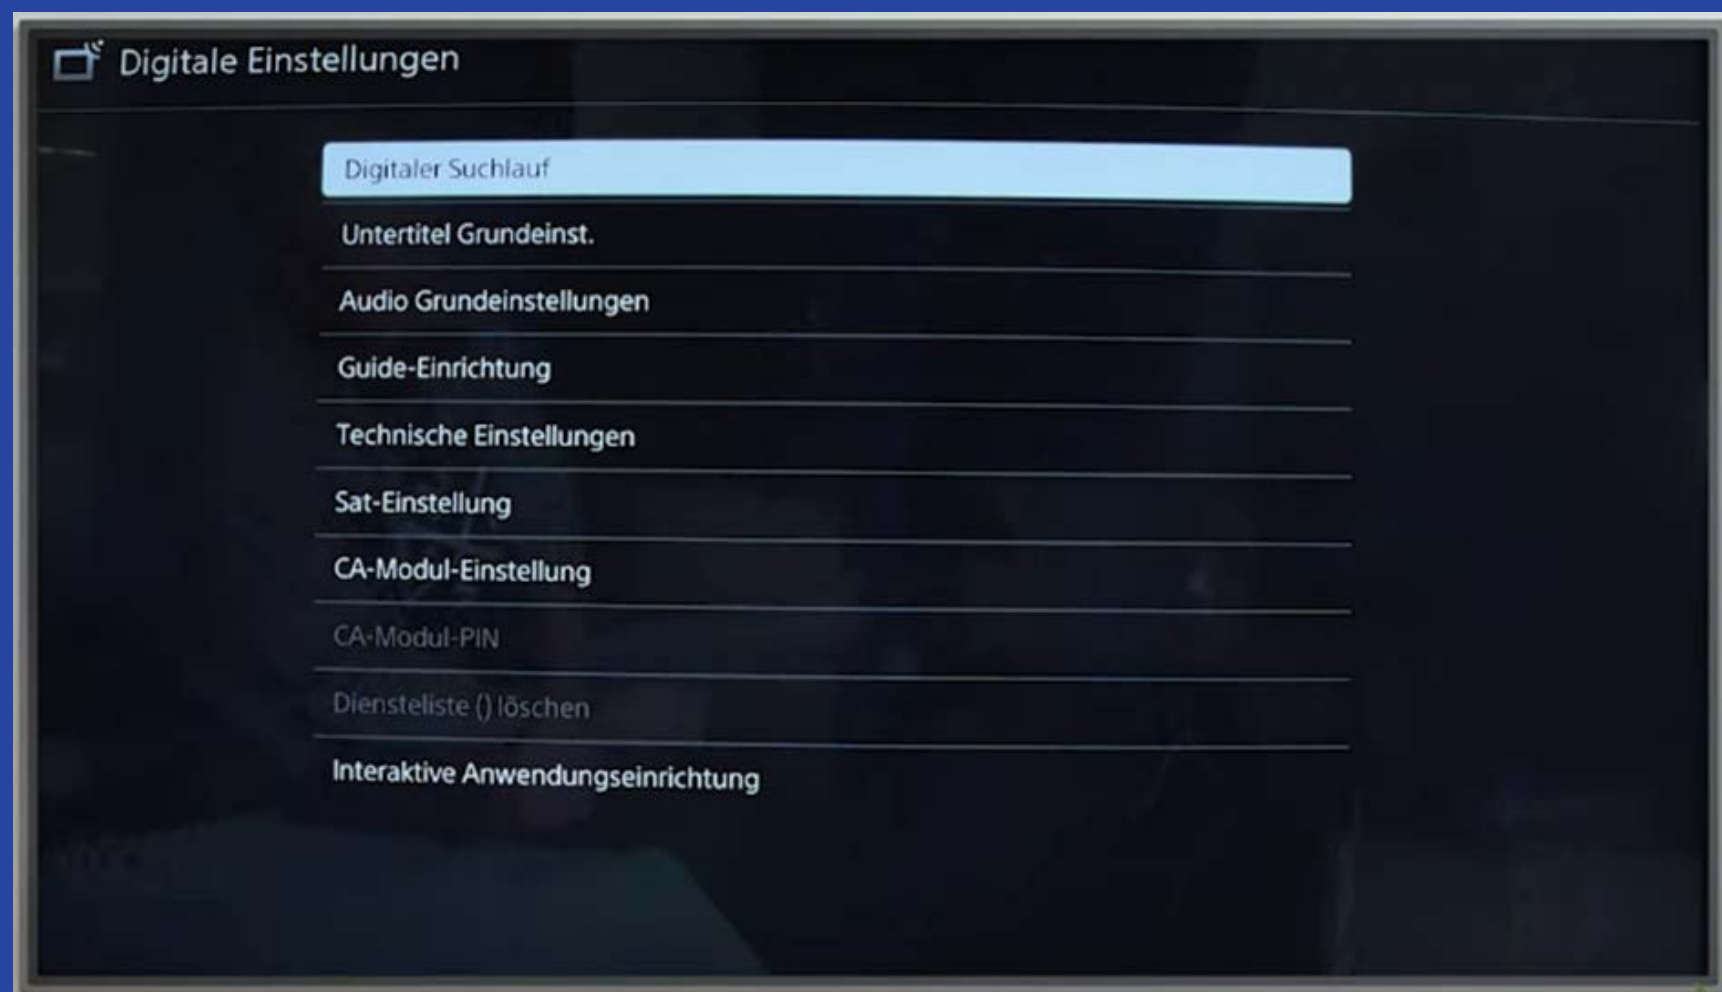 Digitale Einstellungen
Digitaler Suchlauf
Untertitel Grundeinst.
Audio Grundeinstellungen
Guide-Einrichtung
Technische Einstellungen
Sat-Einstellung
CA-Modul-Einstellung
CA-Modul-PIN
Diensteliste () löschen
Interaktive Anwendungseinrichtung